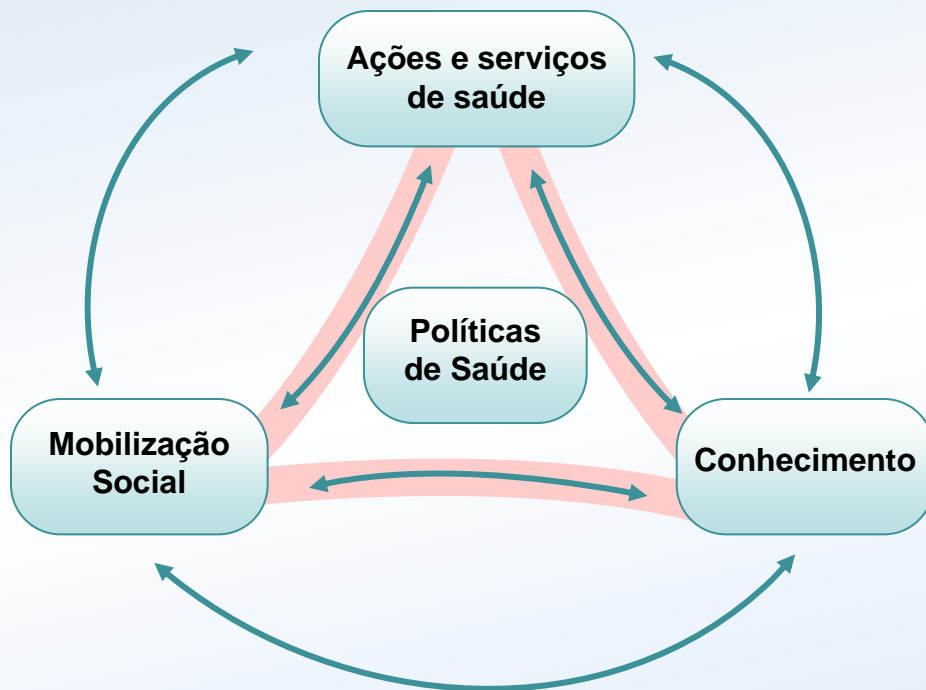 Ações e serviços
de saúde
Políticas
de Saúde
Mobilização
Social
Conhecimento